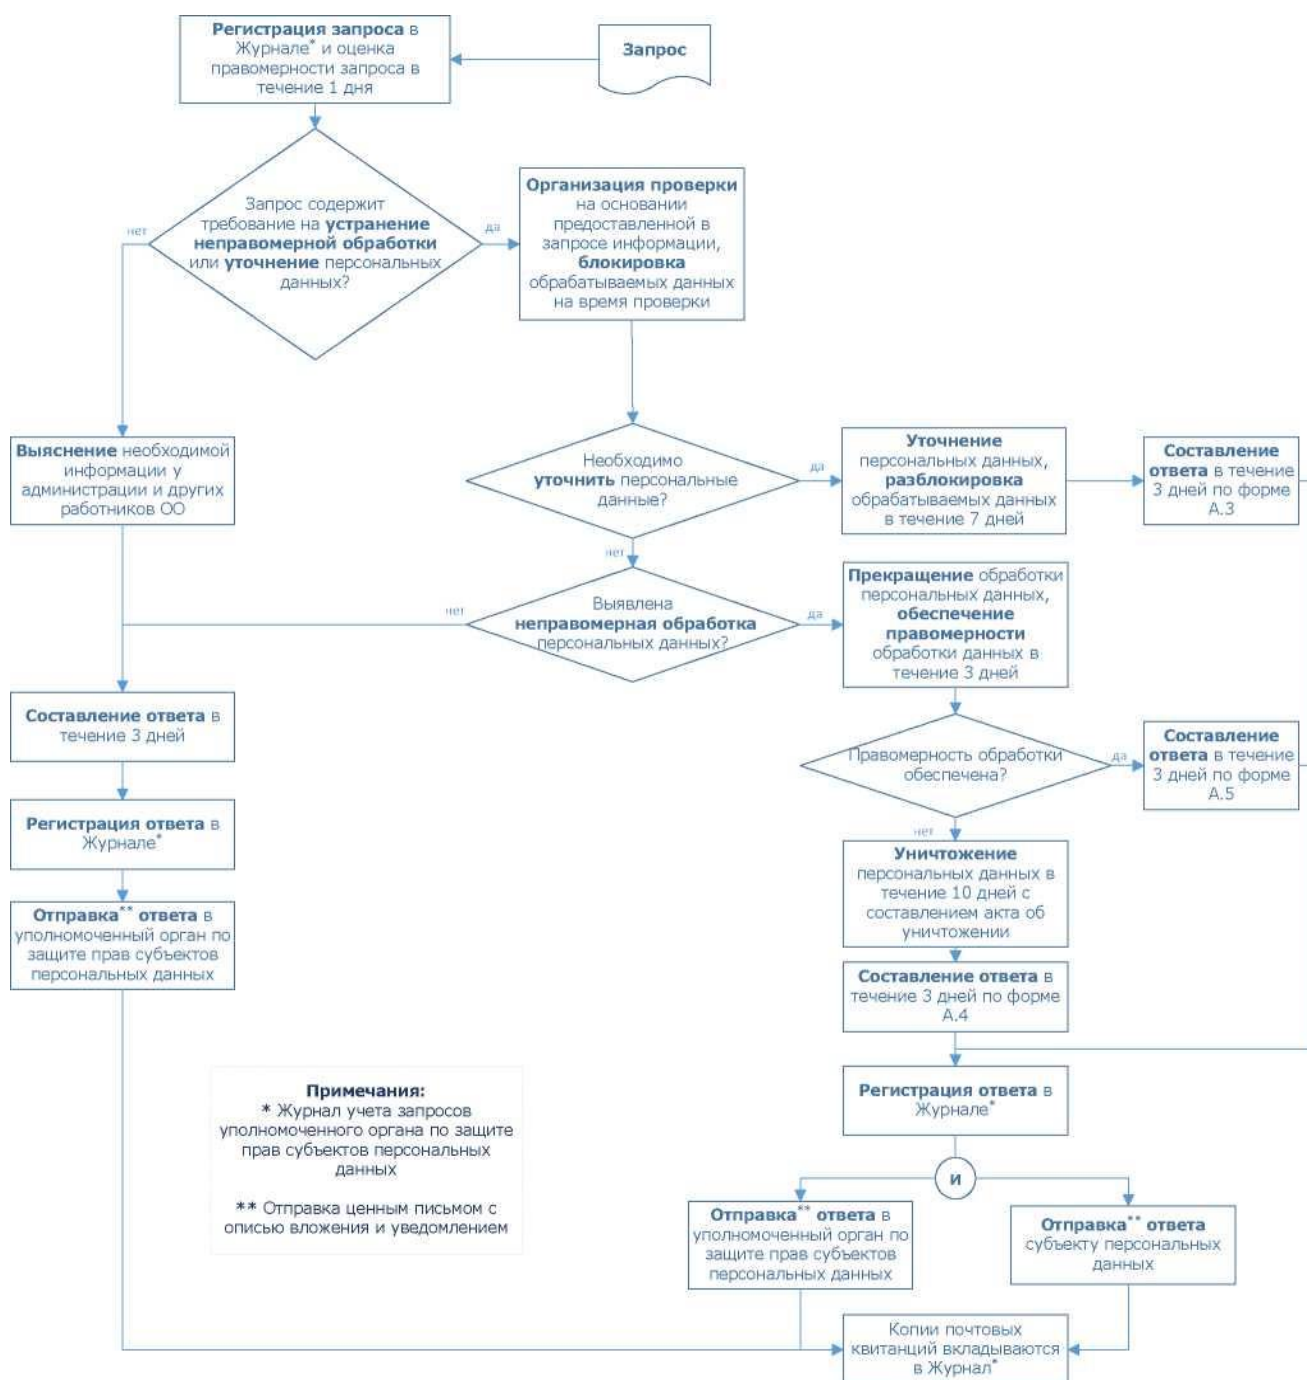 Регистрация запроса в
Журнале* и оценка
правомерности запроса в
течение 1 дня
Запрос
Запрос содержит
требование на устранение
неправомерной обработки
или уточнение персональных
данных?
нет
да
Организация проверки
на основании
предоставленной в
запросе информации,
блокировка
обрабатываемых данных
на время проверки
Выяснение необходимой
информации у
администрации и других
работников ОО
Необходимо
уточнить персональные
данные?
да
Уточнение
персональных данных,
разблокировка
обрабатываемых данных
в течение 7 дней
Составление
ответа в течение
3 дней по форме
А.3
нет
Выявлена
неправомерная обработка
персональных данных?
нет
да
Прекращение обработки
персональных данных,
обеспечение
правомерности
обработки данных в
течение 3 дней
Составление ответа в
течение 3 дней
Правомерность обработки
обеспечена?
да
Составление
ответа в течение
3 дней по форме
А.5
нет
Регистрация ответа в
Журнале*
Уничтожение
персональных данных в
течение 10 дней с
составлением акта об
уничтожении
Отправка** ответа в
уполномоченный орган по
защите прав субъектов
персональных данных
Составление ответа в
течение 3 дней по форме
А.4
Примечания:
* Журнал учета запросов
уполномоченного органа по защите
прав субъектов персональных
данных
** Отправка ценным письмом с
описью вложения и уведомлением
Регистрация ответа в
Журнале*
И
Отправка** ответа в
уполномоченный орган по
защите прав субъектов
персональных данных
Отправка** ответа
субъекту персональных
данных
Копии почтовых
квитанций вкладываются
в Журнал*